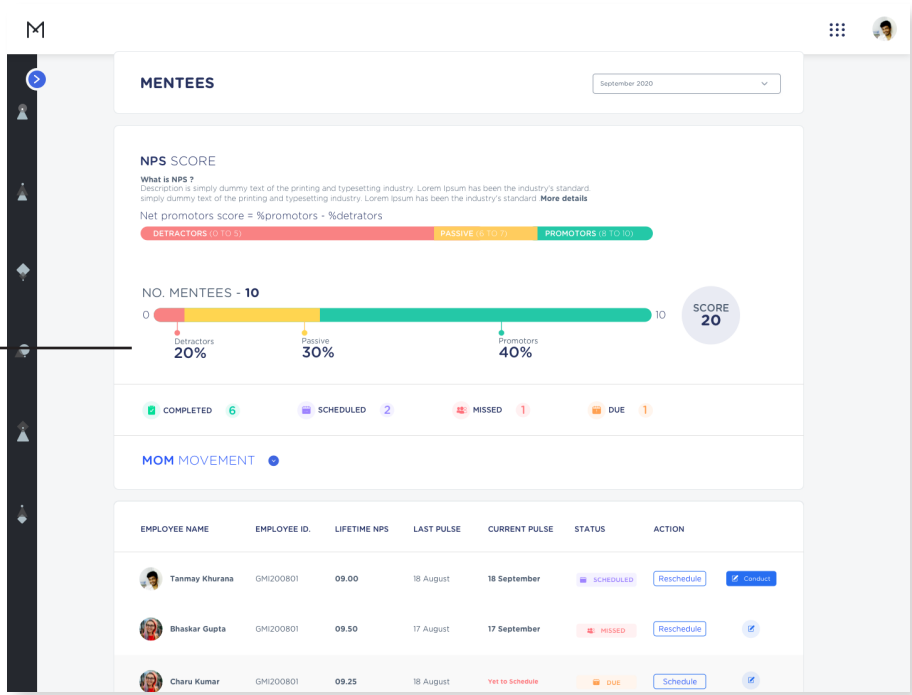 M
MENTEES
September 2020
NPS SCORE
What is NPS ?
Description is simply dummy text of the printing and typesetting industry. Lorem Ipsum has been the industry's standard
simply dummy text of the printing and typesetting industry. Lorem Ipsum has been the industry's standard .More details
Net promotors score = %promotors - %detrators
DETRACTORS (0 TO 5) PASSIVE (6 TO 7) PROMOTORS (8 TO 10)
NO. MENTEES - 10
0 10
SCORE
20
Detractors Passive Promotors
20% 30% 40%
COMPLETED 6 SCHEDULED 2 MISSED 1 DUE 1
MOM MOVEMENT
EMPLOYEE NAME EMPLOYEE ID. LIFETIME NPS LAST PULSE CURRENT PULSE STATUS ACTION
Tanmay Khurana GMI200801 09.00 18 August 18 September SCHEDULED Reschedule Conduct
Bhaskar Gupta GMI200801 09.50 17 August 17 September MISSED Reschedule
Charu Kumar GMI200801 09.25 18 August Yet to Schedule DUE Schedule